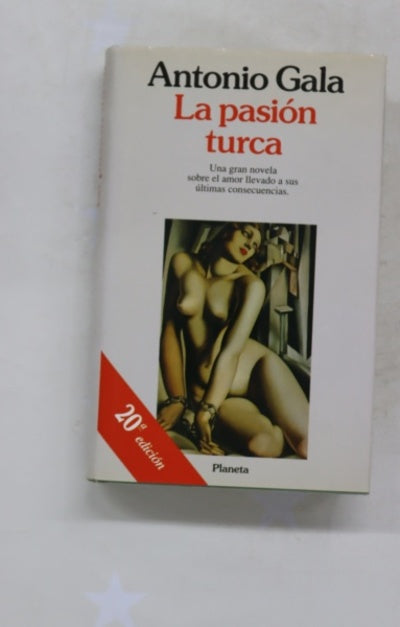 Antonio Gala
La pasión
turca
Una gran novela
sobre el amor llevado a sus
últimas consecuencias.
20ª edición
Planeta